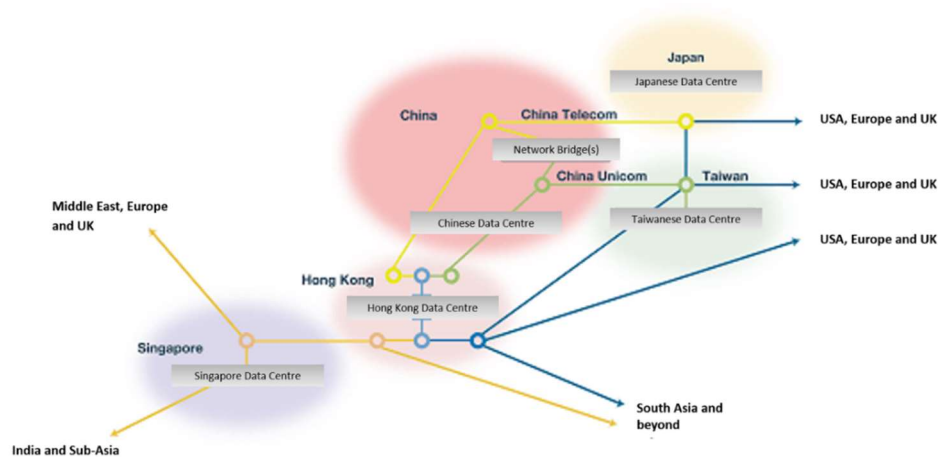 Japan
Japanese Data Centre
China
China Telecom
USA, Europe and UK
Network Bridge(s)
China Unicom
Taiwan
USA, Europe and UK
Middle East, Europe
and UK
Chinese Data Centre
Taiwanese Data Centre
USA, Europe and UK
Hong Kong
Hong Kong Data Centre
Singapore
Singapore Data Centre
South Asia and
beyond
India and Sub-Asia